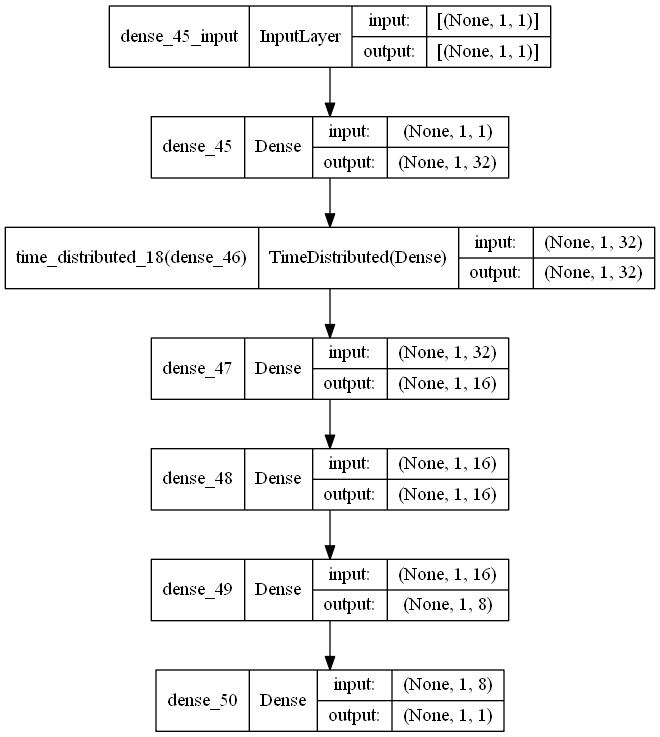 dense_45_input InputLayer input: [(None, 1, 1)]
output: [(None, 1, 1)]
dense_45 Dense input: (None, 1, 1)
output: (None, 1, 32)
time_distributed_18(dense_46) TimeDistributed(Dense) input: (None, 1, 32)
output: (None, 1, 32)
dense_47 Dense input: (None, 1, 32)
output: (None, 1, 16)
dense_48 Dense input: (None, 1, 16)
output: (None, 1, 16)
dense_49 Dense input: (None, 1, 16)
output: (None, 1, 8)
dense_50 Dense input: (None, 1, 8)
output: (None, 1, 1)